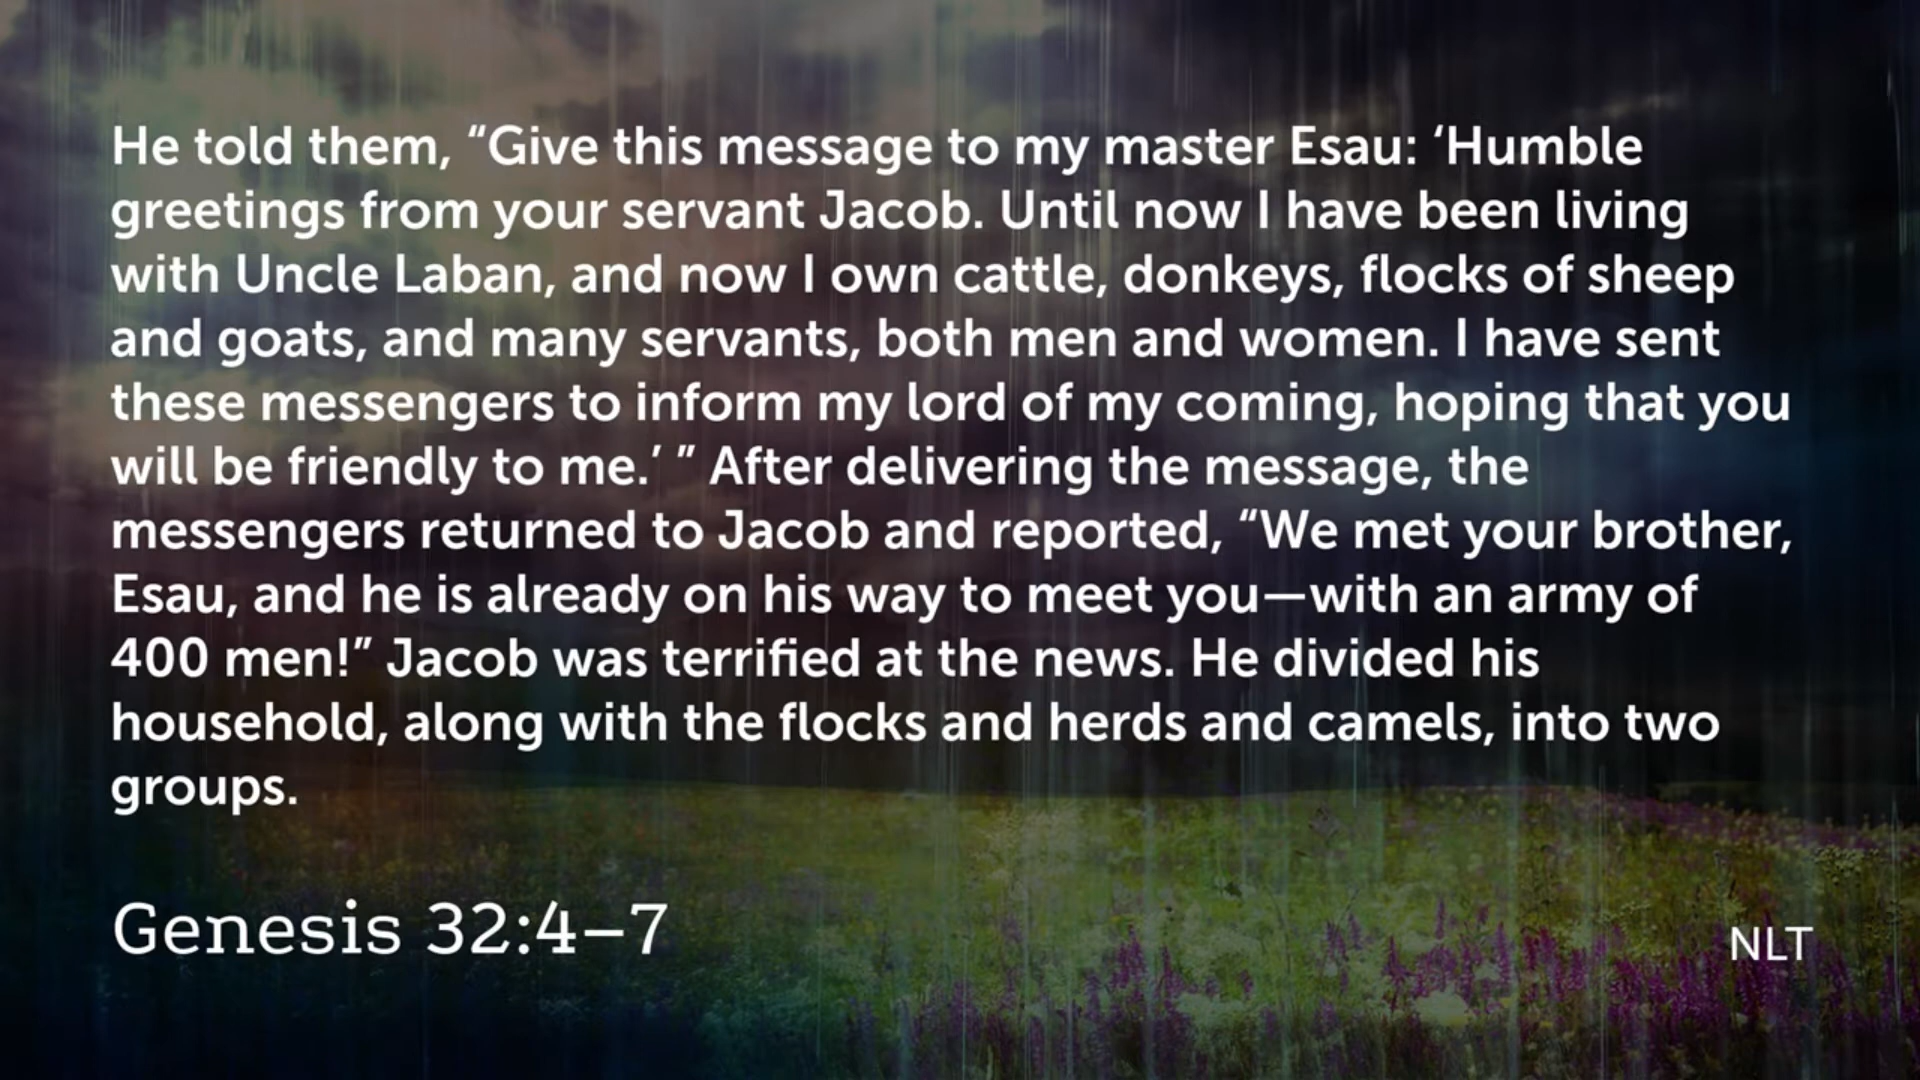 He told them, “Give this message to my master Esau: ‘Humble
greetings from your servant Jacob. Until now I have been living
with Uncle Laban, and now I own cattle, donkeys, flocks of sheep
and goats, and many servants, both men and women. I have sent
these messengers to inform my lord of my coming, hoping that you
will be friendly to me.’ ” After delivering the message, the
messengers returned to Jacob and reported, “We met your brother,
Esau, and he is already on his way to meet you—with an army of
400 men!” Jacob was terrified at the news. He divided his
household, along with the flocks and herds and camels, into two
groups.
Genesis 32:4–7
NLT